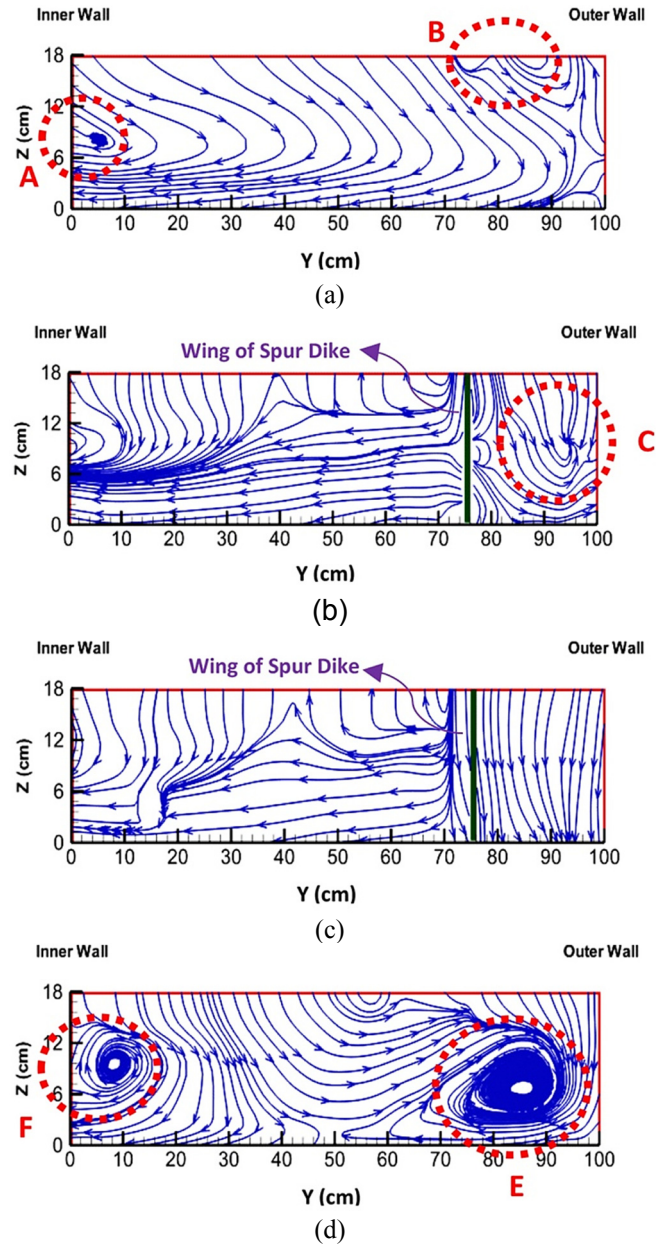 Inner Wall
Outer Wall
B
A
Z (cm)
18
12
6
0
0 10 20 30 40 50 60 70 80 90 100
Y (cm)
(a)
Inner Wall
Wing of Spur Dike
Outer Wall
C
Z (cm)
18
12
6
0
0 10 20 30 40 50 60 70 80 90 100
Y (cm)
(b)
Inner Wall
Wing of Spur Dike
Outer Wall
Z (cm)
18
12
6
0
0 10 20 30 40 50 60 70 80 90 100
Y (cm)
(c)
Inner Wall
Outer Wall
Z (cm)
18
12
6
0
F
E
0 10 20 30 40 50 60 70 80 90 100
Y (cm)
(d)